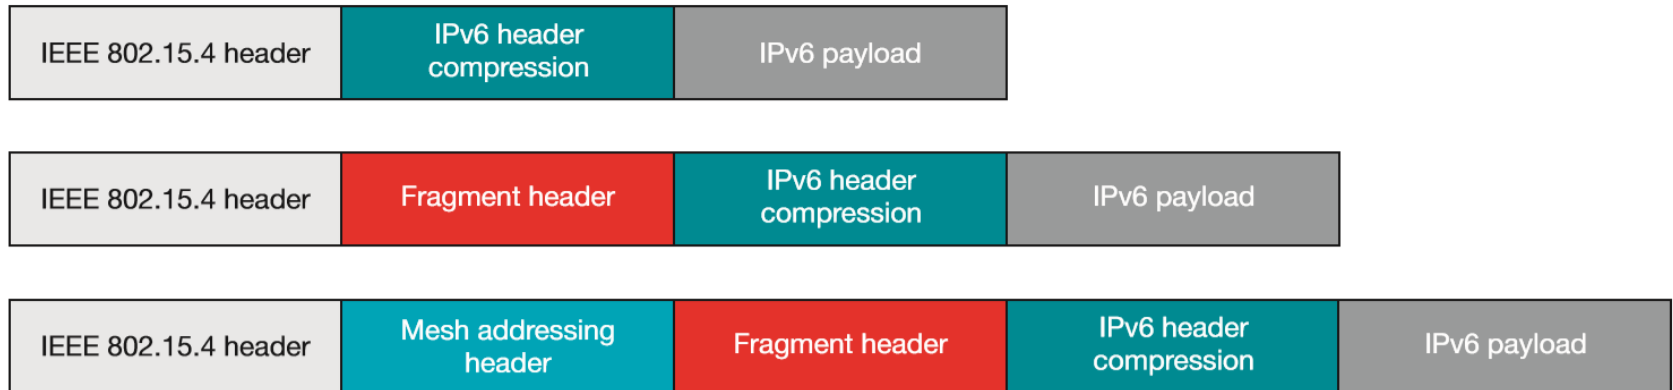 IEEE 802.15.4 header
IPv6 header
compression
IPv6 payload
IEEE 802.15.4 header
Fragment header
IPv6 header
compression
IPv6 payload
IEEE 802.15.4 header
Mesh addressing
header
Fragment header
IPv6 header
compression
IPv6 payload